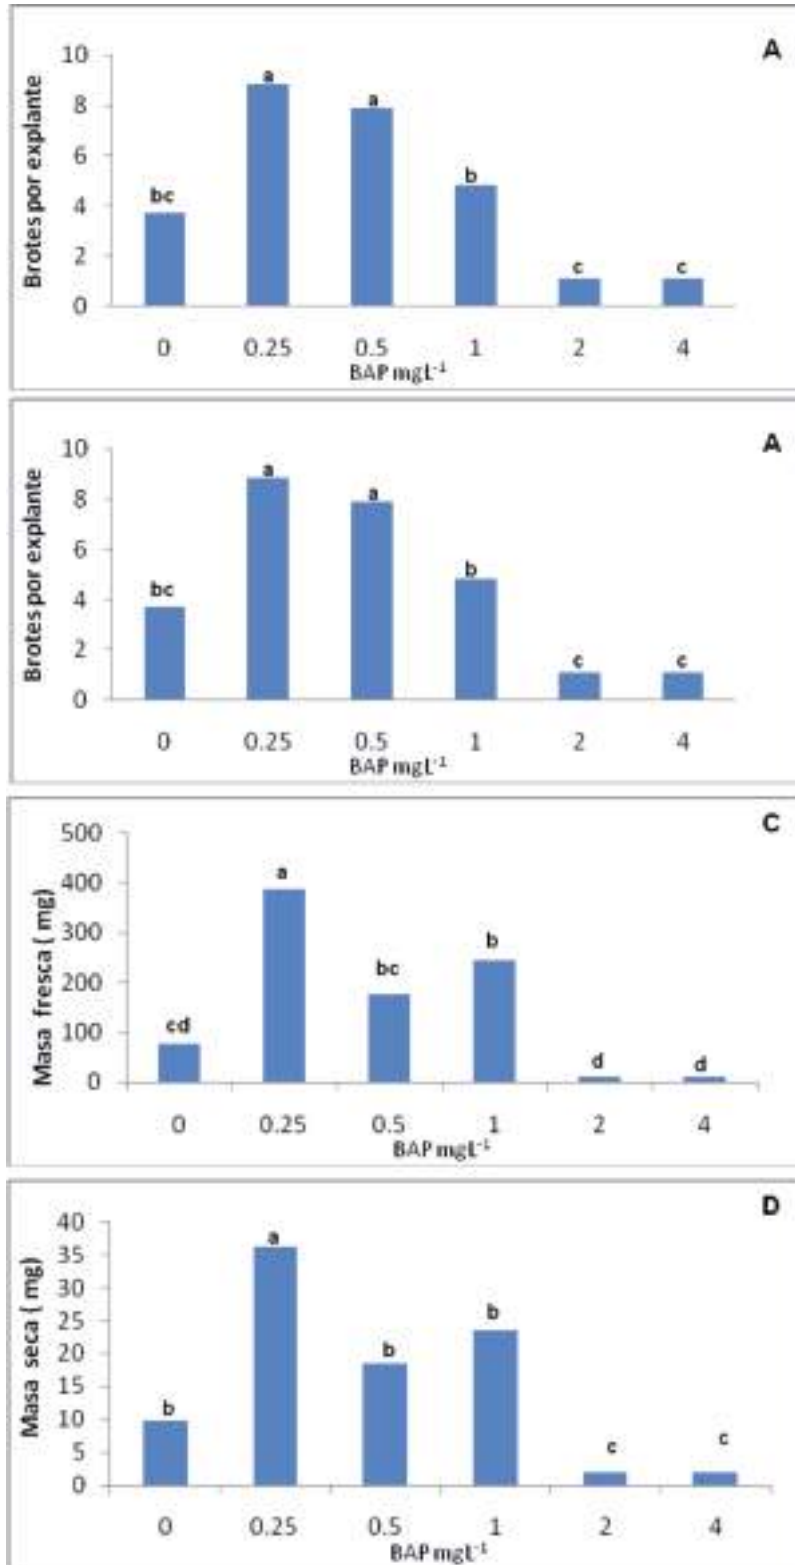 A
Brotes por explante
10
8
6
4
2
0
bc
a
a
b
c
c
0 0.25 0.5 1 2 4
BAP mgL-1
A
Brotes por explante
10
8
6
4
2
0
bc
a
a
b
c
c
0 0.25 0.5 1 2 4
BAP mgL-1
C
Masa fresca ( mg)
500
400
300
200
100
0
cd
a
bc
b
d
d
0 0.25 0.5 1 2 4
BAP mgL-1
D
Masa seca ( mg)
40
35
30
25
20
15
10
5
0
b
a
b
b
c
c
0 0.25 0.5 1 2 4
BAP mgL-1